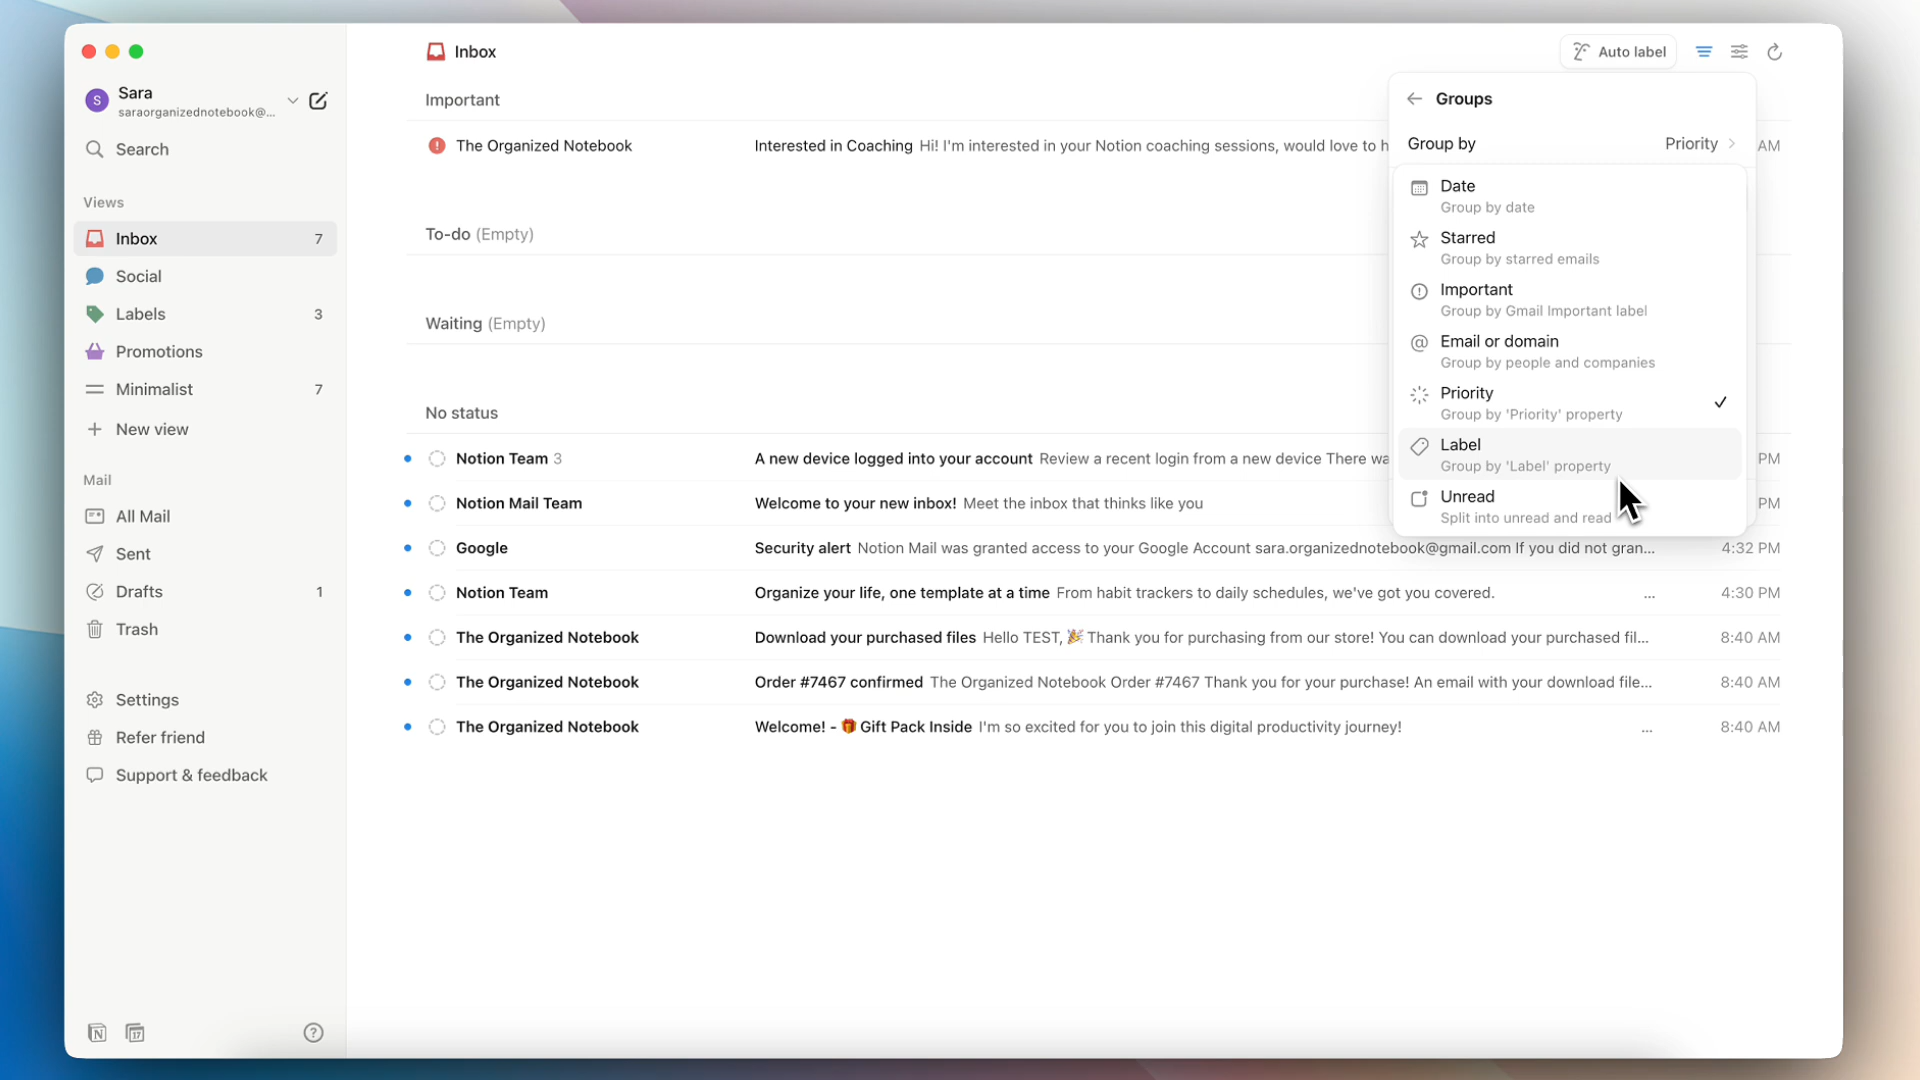 Inbox
Auto label
S
Sara
saraorganizednotebook@...
Search
Views
Inbox 7
Social
Labels 3
Promotions
Minimalist 7
New view
Mail
All Mail
Sent
Drafts 1
Trash
Settings
Refer friend
Support & feedback
N
17
?
Important
! The Organized Notebook Interested in Coaching Hi! I'm interested in your Notion coaching sessions, would love to h AM
To-do (Empty)
Waiting (Empty)
No status
Notion Team 3 A new device logged into your account Review a recent login from a new device There wa PM
Notion Mail Team Welcome to your new inbox! Meet the inbox that thinks like you PM
Google Security alert Notion Mail was granted access to your Google Account sara.organizednotebook@gmail.com If you did not gran... 4:32 PM
Notion Team Organize your life, one template at a time From habit trackers to daily schedules, we've got you covered. ... 4:30 PM
The Organized Notebook Download your purchased files Hello TEST, 🎉 Thank you for purchasing from our store! You can download your purchased fil... 8:40 AM
The Organized Notebook Order #7467 confirmed The Organized Notebook Order #7467 Thank you for your purchase! An email with your download file... 8:40 AM
The Organized Notebook Welcome! - 🎁 Gift Pack Inside I'm so excited for you to join this digital productivity journey! ... 8:40 AM
Groups
Group by Priority
Date
Group by date
Starred
Group by starred emails
Important
Group by Gmail Important label
Email or domain
Group by people and companies
Priority
Group by 'Priority' property
Label
Group by 'Label' property
Unread
Split into unread and read